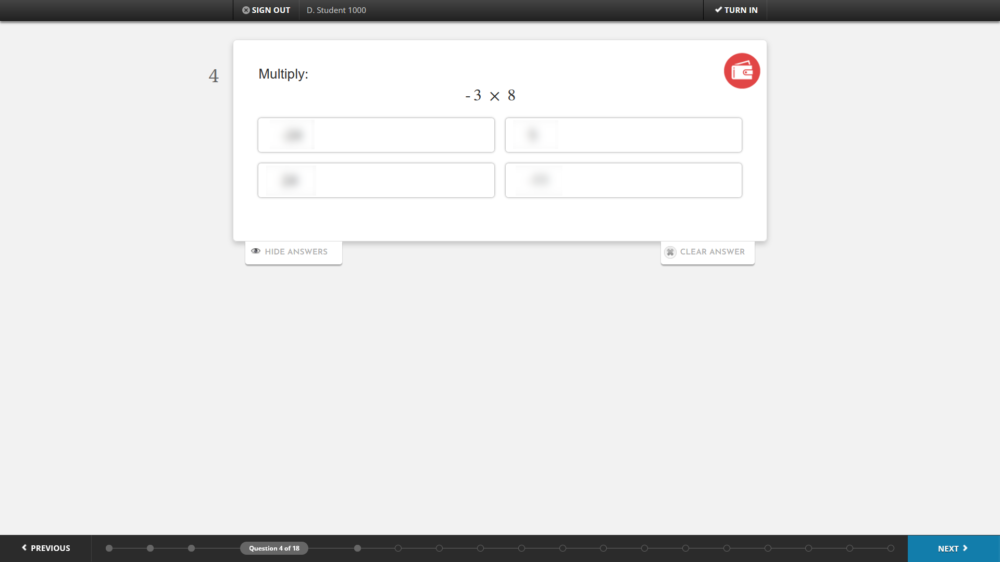 SIGN OUT
D. Student 1000
TURN IN
4
Multiply:
-3 × 8
HIDE ANSWERS
CLEAR ANSWER
PREVIOUS
Question 4 of 18
NEXT